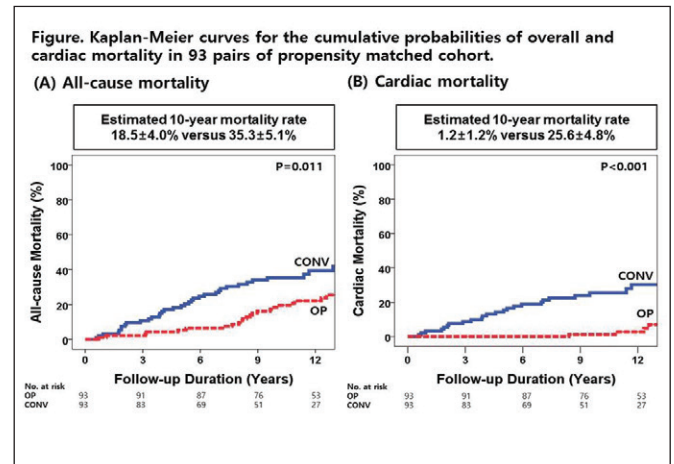 Figure. Kaplan-Meier curves for the cumulative probabilities of overall and
cardiac mortality in 93 pairs of propensity matched cohort.
(A) All-cause mortality
Estimated 10-year mortality rate
18.5±4.0% versus 35.3±5.1%
All-cause Mortality (%)
100
80
60
40
20
0
P=0.011
CONV
OP
0 3 6 9 12
Follow-up Duration (Years)
No. at risk
OP 93 91 87 76 53
CONV 93 83 69 51 27
(B) Cardiac mortality
Estimated 10-year mortality rate
1.2±1.2% versus 25.6±4.8%
Cardiac Mortality (%)
100
80
60
40
20
0
P<0.001
CONV
OP
0 3 6 9 12
Follow-up Duration (Years)
No. at risk
OP 93 91 87 76 53
CONV 93 83 69 51 27